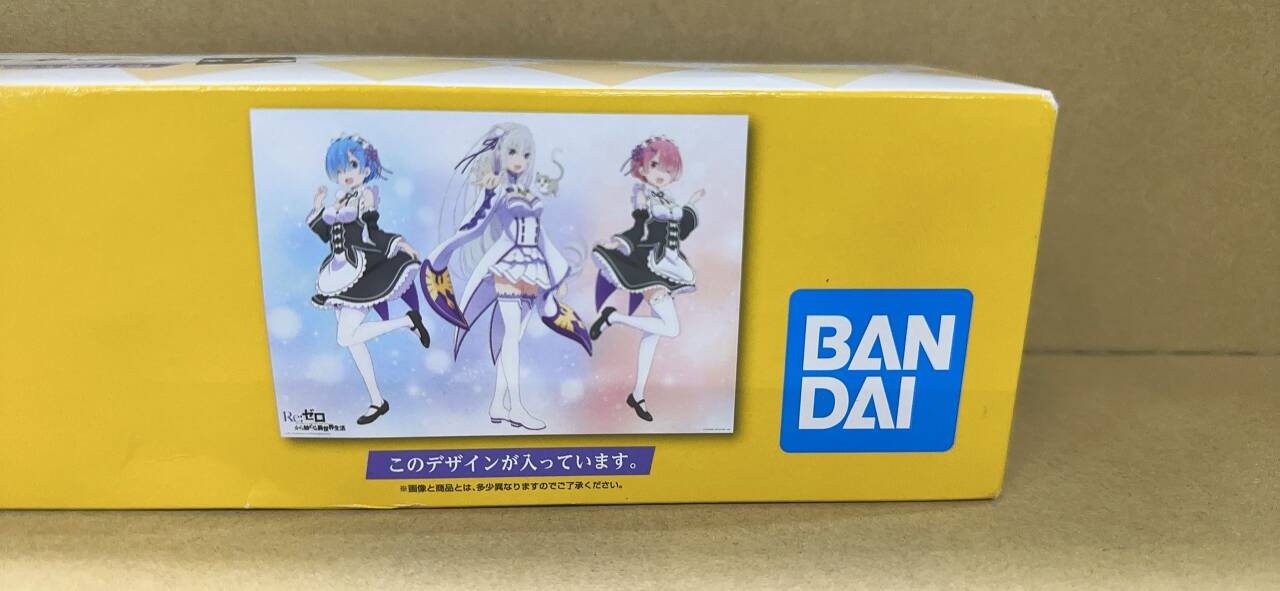 Re:ゼロ
から始める異世界生活
BAN
DAI
このデザインが入っています。
※画像と商品とは、多少異なりますのでご了承ください。